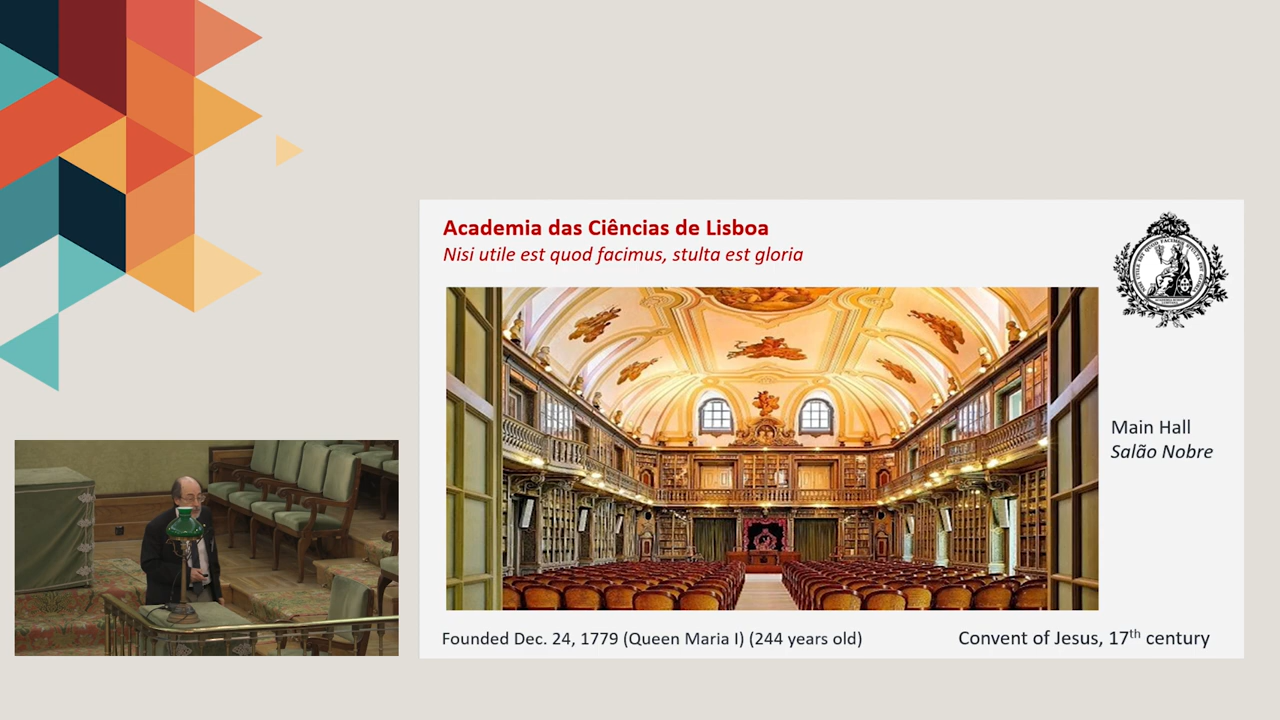 Academia das Ciências de Lisboa
Nisi utile est quod facimus, stulta est gloria
Main Hall
Salão Nobre
Founded Dec. 24, 1779 (Queen Maria I) (244 years old)
Convent of Jesus, 17th century